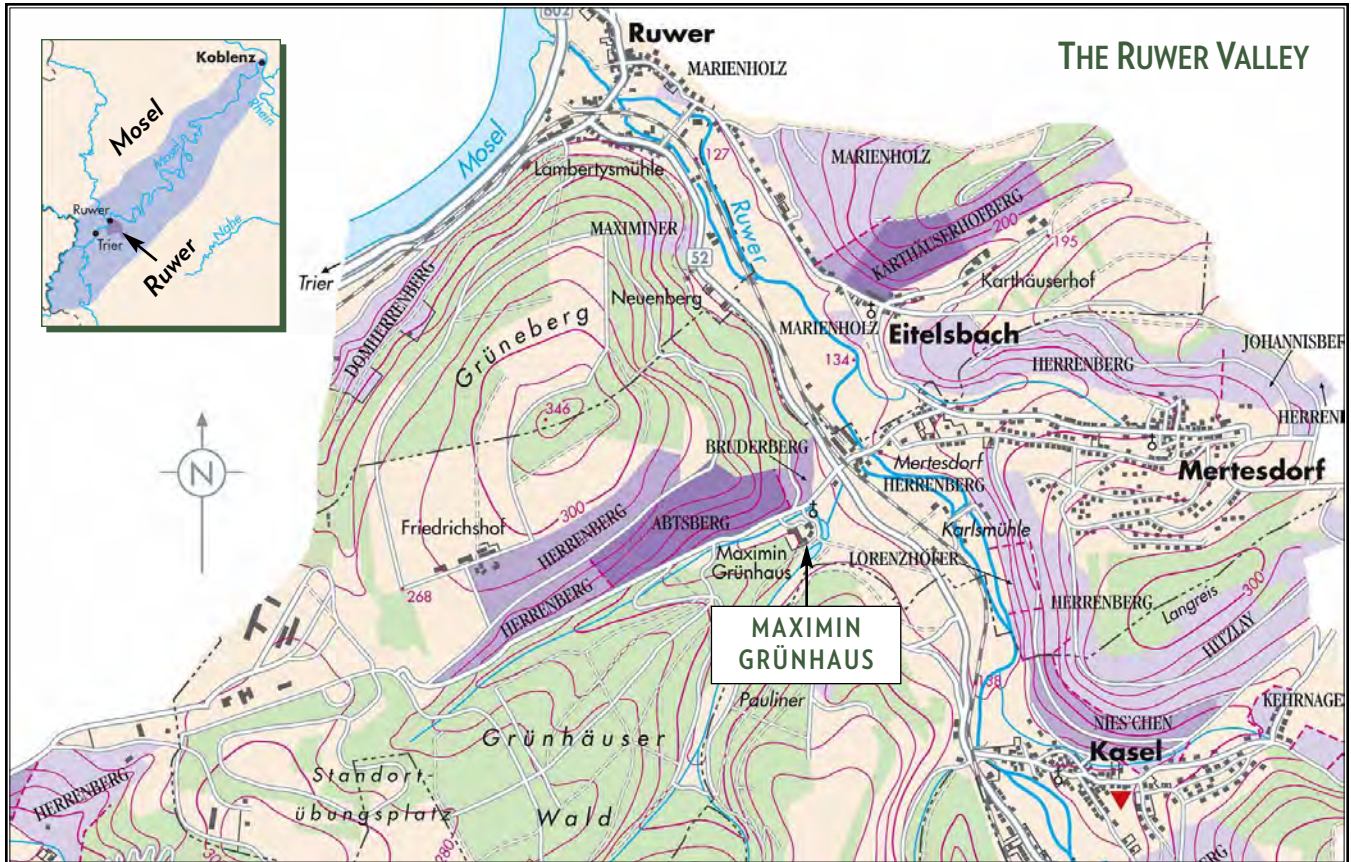 THE RUWER VALLEY
Koblenz
Mosel
Rhein
Mosel
Ruwer
Trier
Nahe
Ruwer
602
Ruwer
MARIENHOLZ
Mosel
Lambertysmühle
127
MARIENHOLZ
Ruwer
MAXIMINER
KARTHÄUSERHOFBERG
200
195
Trier
52
Karthäuserhof
DOMHERRENBERG
Neuenberg
Grüneberg
MARIENHOLZ
Eitelsbach
134
HERRENBERG
346
BRUDERBERG
Mertesdorf
HERRENBERG
Mertesdorf
N
300
Friedrichshof
HERRENBERG
ABTSBERG
Karlsmühle
Maximin
Grünhaus
LORENZHÖFER
268
HERRENBERG
HERRENBERG
Langreis
300
HITZLAY
MAXIMIN
GRÜNHAUS
138
Pauliner
NIES'CHEN
Kasel
Grünhäuser
Wald
Standort-
übungsplatz
HERRENBERG
280